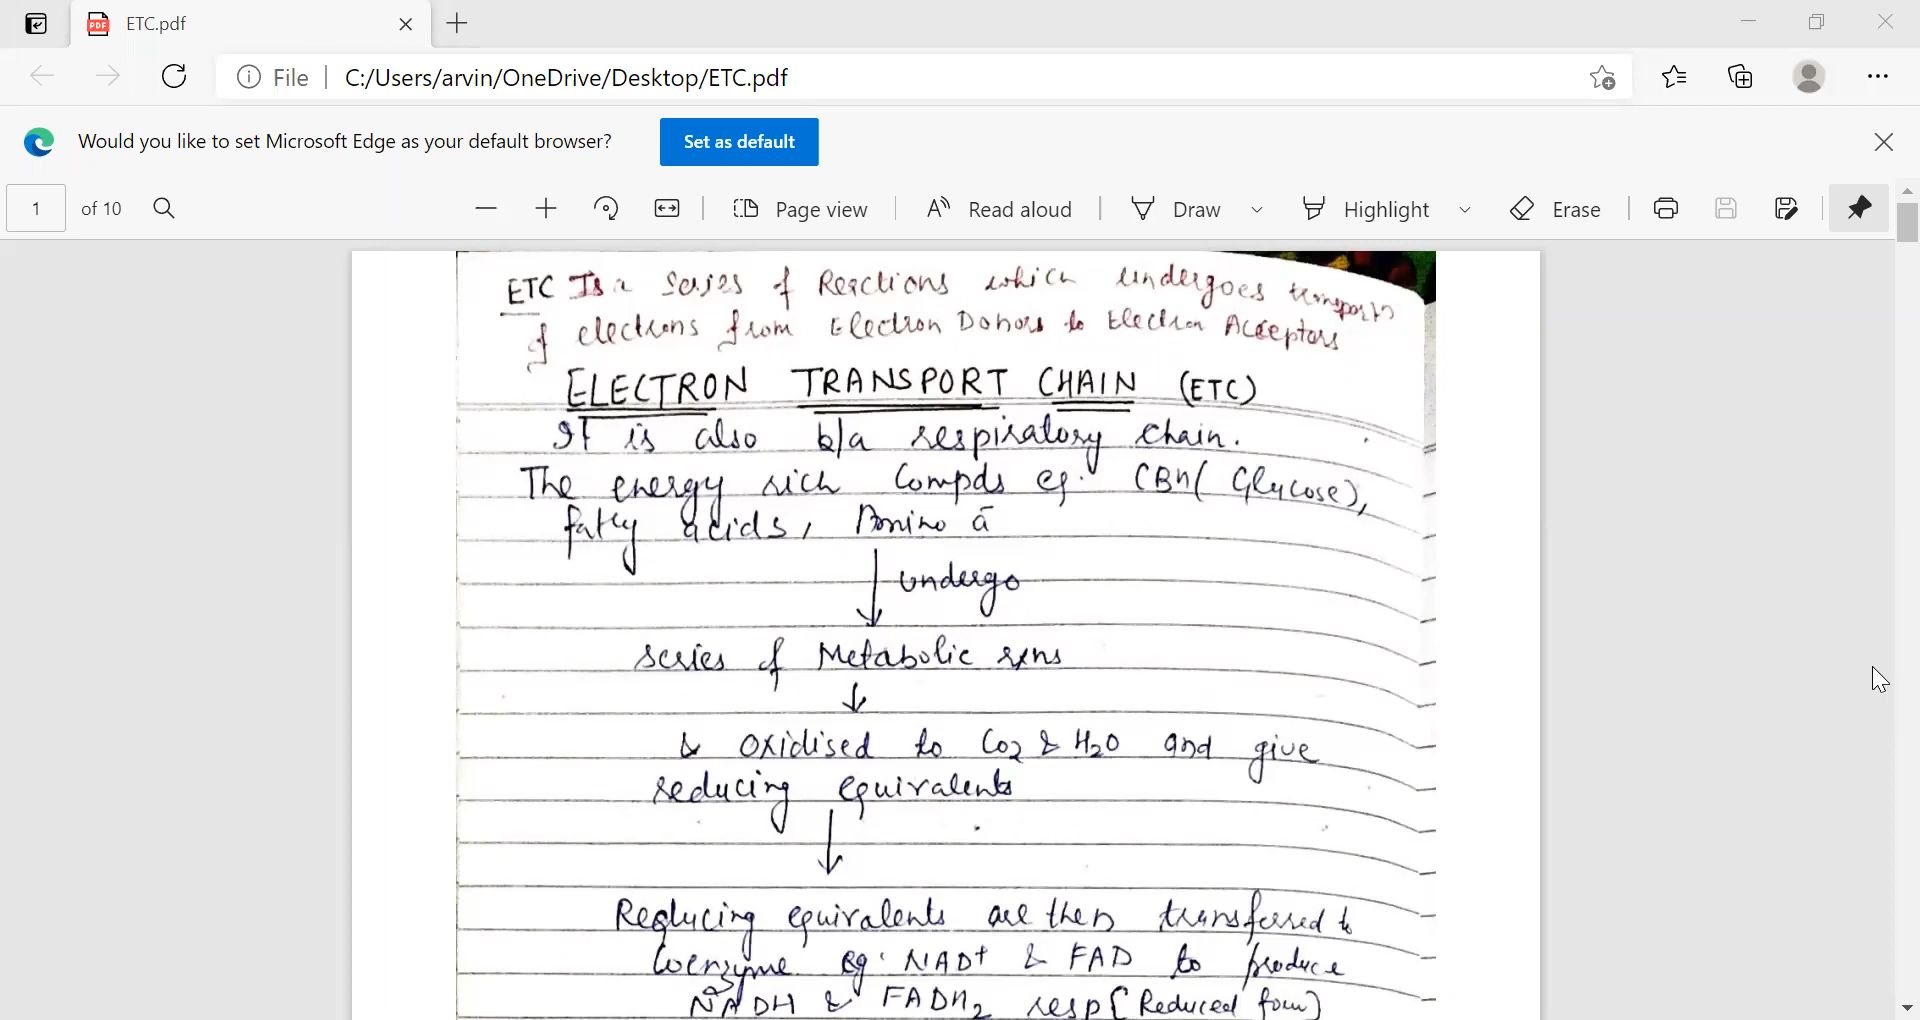 ETC.pdf
File C:/Users/arvin/OneDrive/Desktop/ETC.pdf
Would you like to set Microsoft Edge as your default browser? Set as default
1 of 10 Page view Read aloud Draw Highlight Erase
ETC Is a Series of Reactions which undergoes transports
of electrons from Electron Donors to Electron Acceptors
ELECTRON TRANSPORT CHAIN (ETC)
It is also k/a respiratory chain.
The energy rich Compds eg. (Glucose),
fatty acids, Amino ā
undergo
series of Metabolic rxns
& oxidised to CO2 & H2O and give
reducing equivalents
Reducing equivalents are then transferred to
Coenzyme eg. NAD+ & FAD to produce
NADH & FADH2 resp [Reduced form]